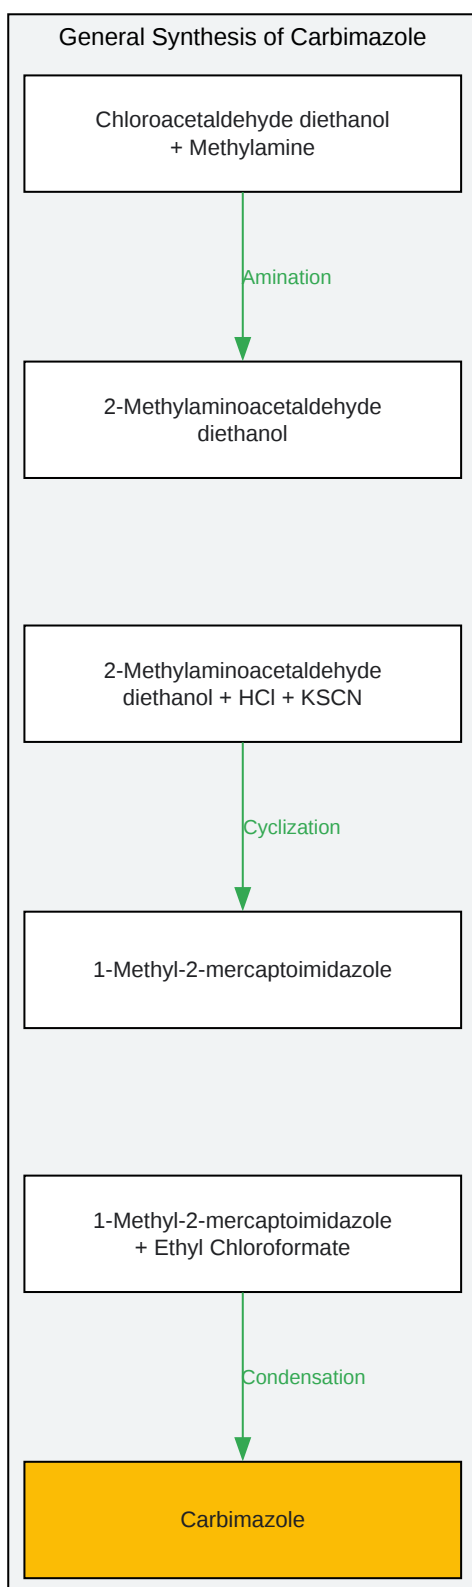 General Synthesis of Carbimazole
Chloroacetaldehyde diethanol
+ Methylamine
Amination
2-Methylaminoacetaldehyde
diethanol
2-Methylaminoacetaldehyde
diethanol + HCl + KSCN
Cyclization
1-Methyl-2-mercaptoimidazole
1-Methyl-2-mercaptoimidazole
+ Ethyl Chloroformate
Condensation
Carbimazole